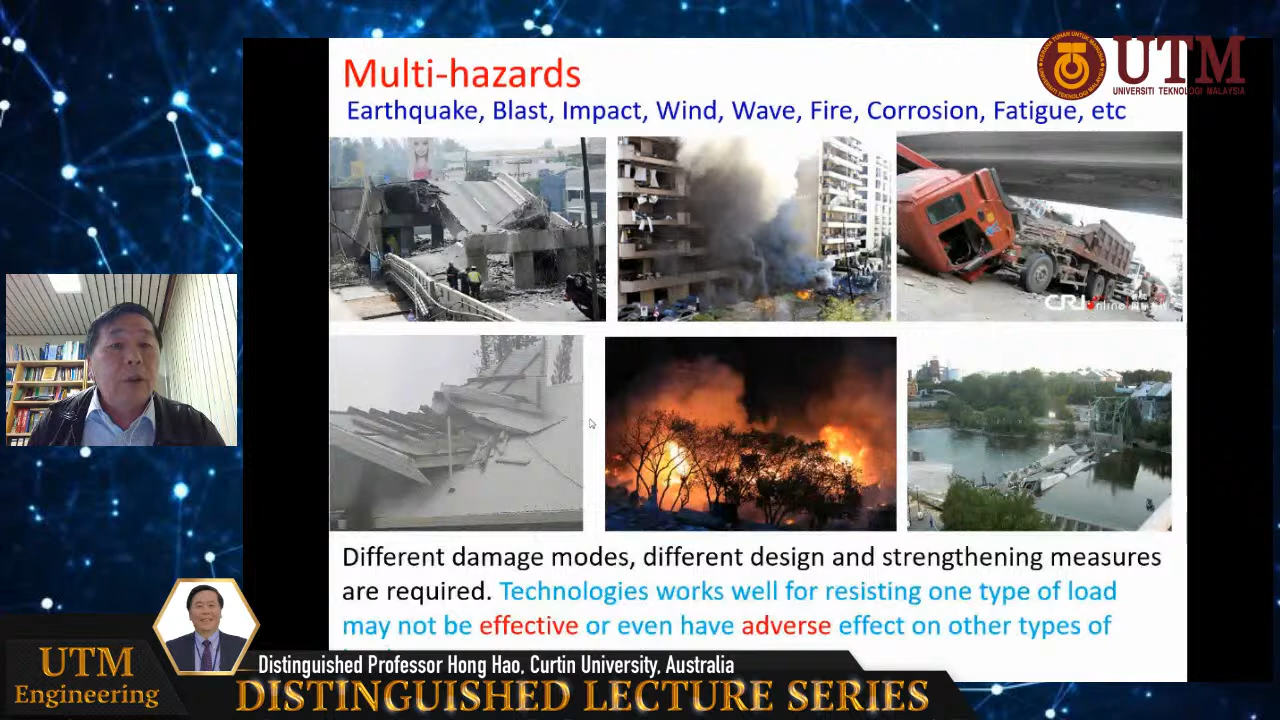 Multi-hazards
Earthquake, Blast, Impact, Wind, Wave, Fire, Corrosion, Fatigue, etc
UTM
UNIVERSITI TEKNOLOGI MALAYSIA
CRI Online
Different damage modes, different design and strengthening measures
are required. Technologies works well for resisting one type of load
may not be effective or even have adverse effect on other types of
Distinguished Professor Hong Hao, Curtin University, Australia
UTM
Engineering
DISTINGUISHED LECTURE SERIES